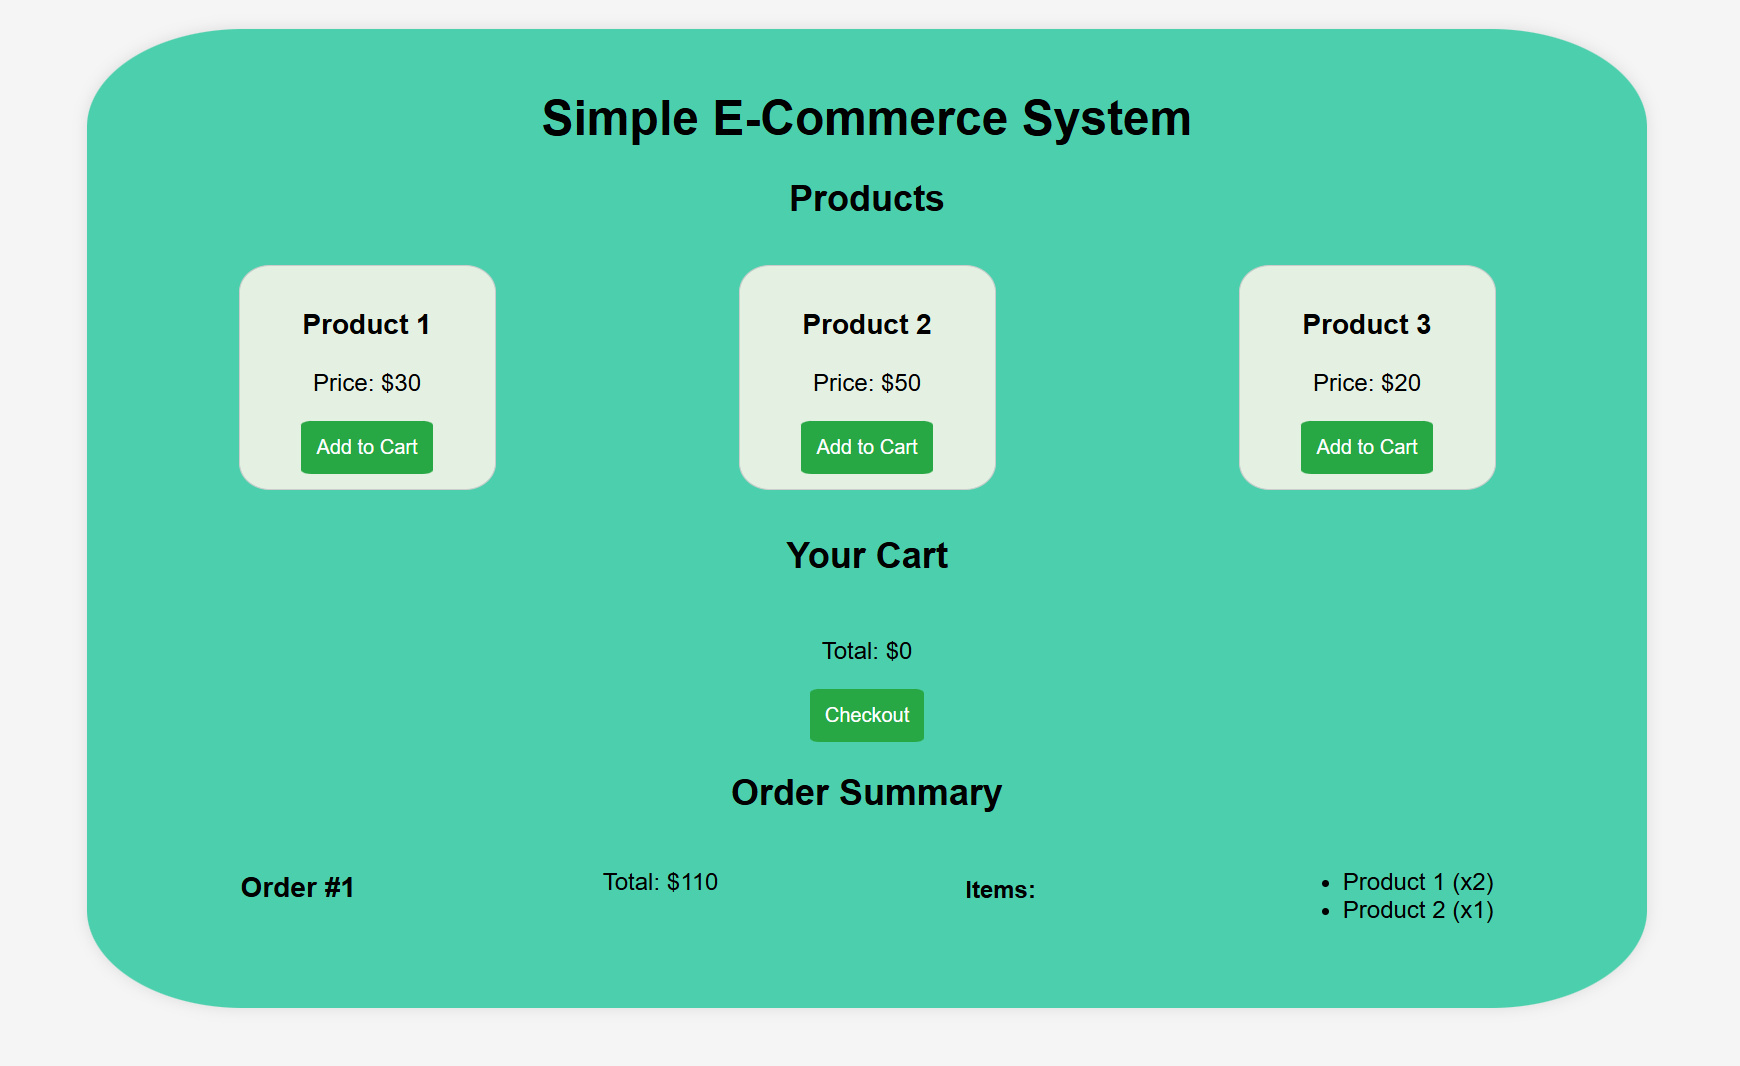 Simple E-Commerce System
Products
Product 1
Price: $30
Add to Cart
Product 2
Price: $50
Add to Cart
Product 3
Price: $20
Add to Cart
Your Cart
Total: $0
Checkout
Order Summary
Order #1
Total: $110
Items:
• Product 1 (x2)
• Product 2 (x1)